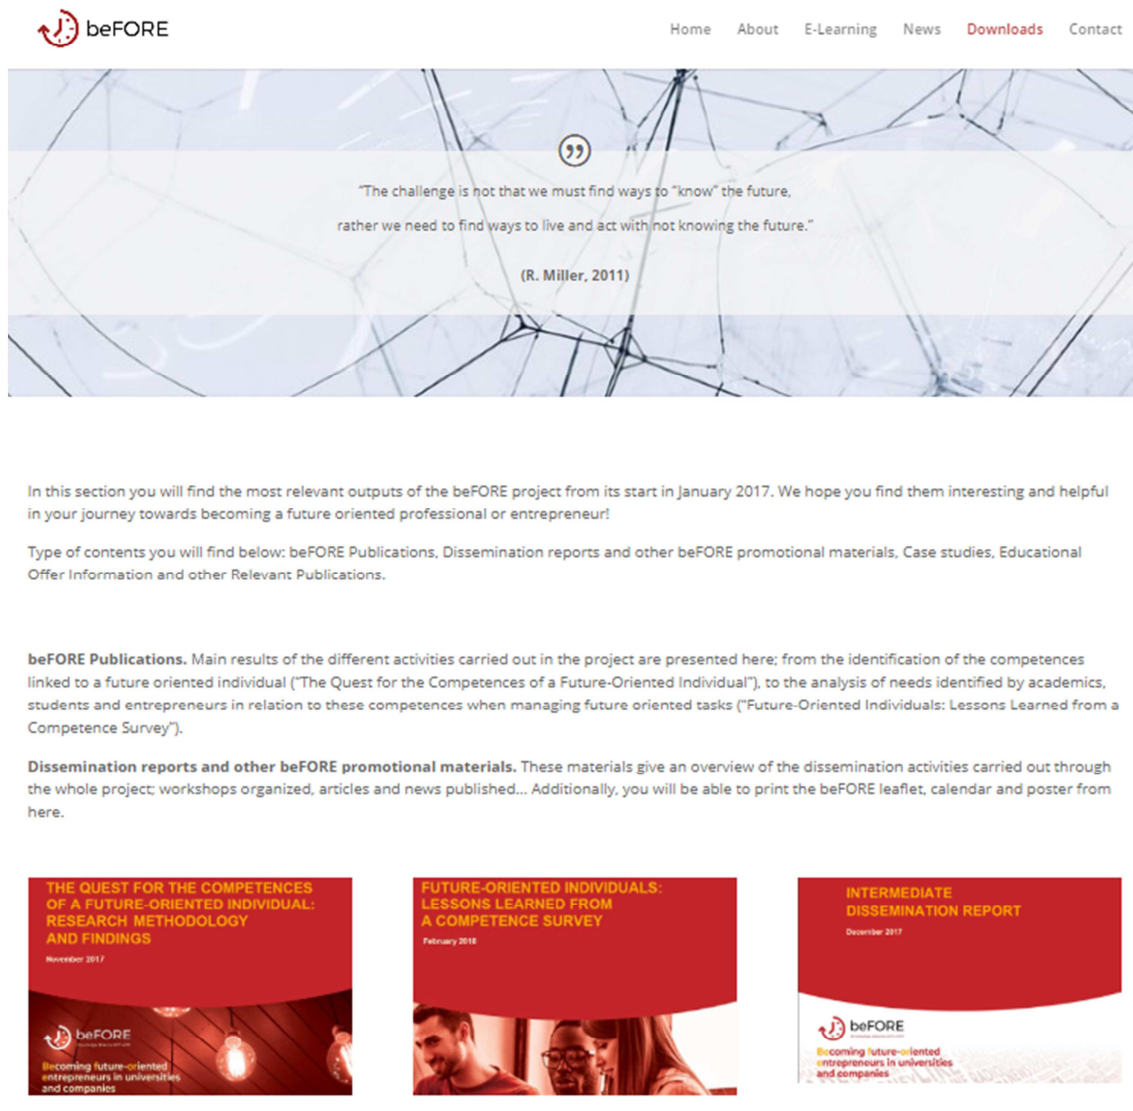 beFORE
Home About E-Learning News Downloads Contact
“The challenge is not that we must find ways to “know” the future,
rather we need to find ways to live and act with not knowing the future.”
(R. Miller, 2011)
In this section you will find the most relevant outputs of the beFORE project from its start in January 2017. We hope you find them interesting and helpful
in your journey towards becoming a future oriented professional or entrepreneur!
Type of contents you will find below: beFORE Publications, Dissemination reports and other beFORE promotional materials, Case studies, Educational
Offer Information and other Relevant Publications.
beFORE Publications. Main results of the different activities carried out in the project are presented here; from the identification of the competences
linked to a future oriented individual (“The Quest for the Competences of a Future-Oriented Individual”), to the analysis of needs identified by academics,
students and entrepreneurs in relation to these competences when managing future oriented tasks (“Future-Oriented Individuals: Lessons Learned from a
Competence Survey”).
Dissemination reports and other beFORE promotional materials. These materials give an overview of the dissemination activities carried out through
the whole project; workshops organized, articles and news published... Additionally, you will be able to print the beFORE leaflet, calendar and poster from
here.
THE QUEST FOR THE COMPETENCES
OF A FUTURE-ORIENTED INDIVIDUAL:
RESEARCH METHODOLOGY
AND FINDINGS
November 2017
beFORE
Becoming future-oriented
entrepreneurs in universities
and companies
FUTURE-ORIENTED INDIVIDUALS:
LESSONS LEARNED FROM
A COMPETENCE SURVEY
February 2018
INTERMEDIATE
DISSEMINATION REPORT
December 2017
beFORE
Becoming future-oriented
entrepreneurs in universities
and companies